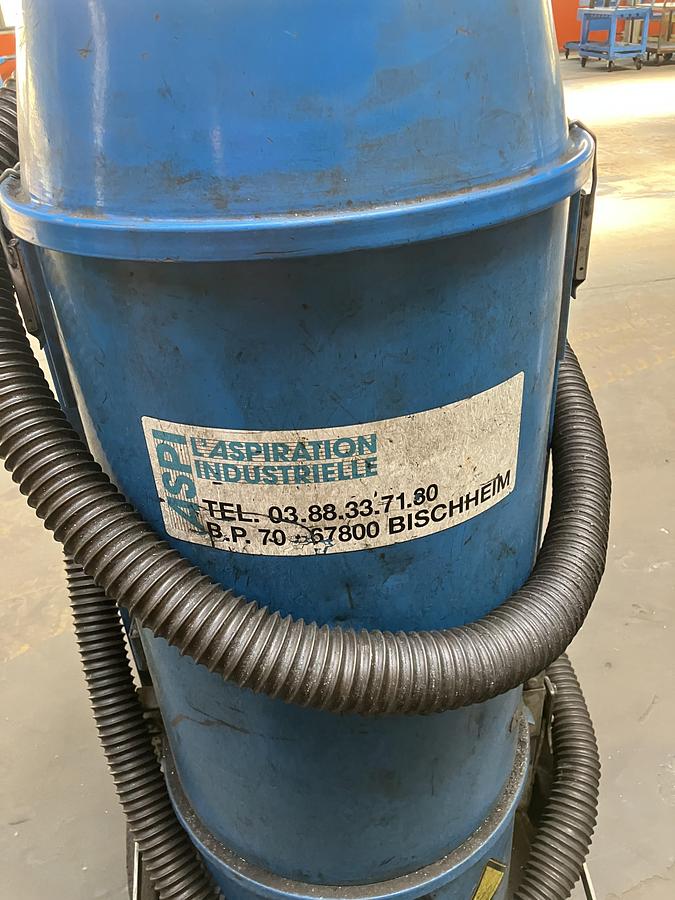 ASPI
L'ASPIRATION
INDUSTRIELLE
TEL. 03.88.33.71.80
B.P. 70 - 67800 BISCHHEIM